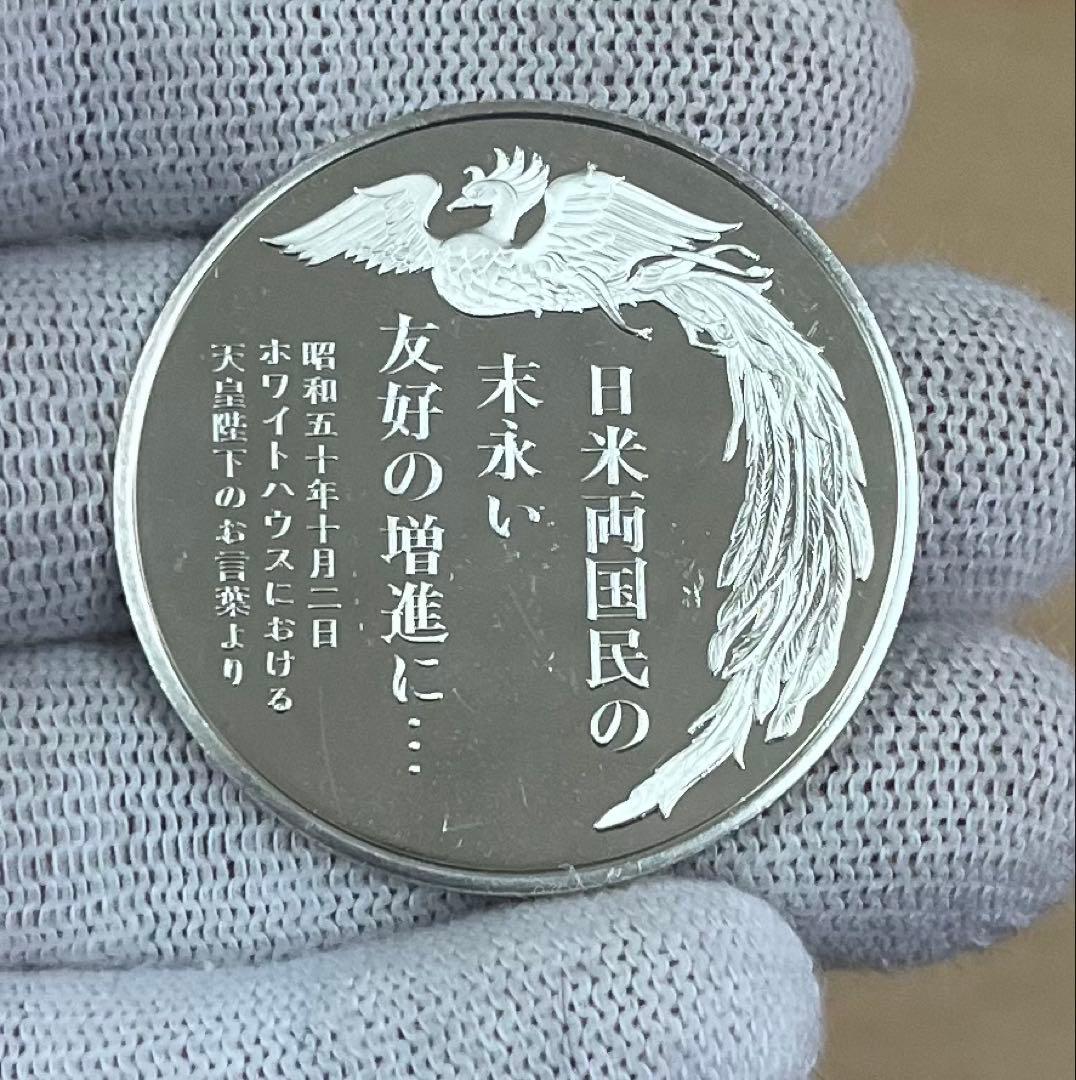 日米両国民の
末永い
友好の増進に…
昭和五十年十月二日
ホワイトハウスにおける
天皇陛下のお言葉より